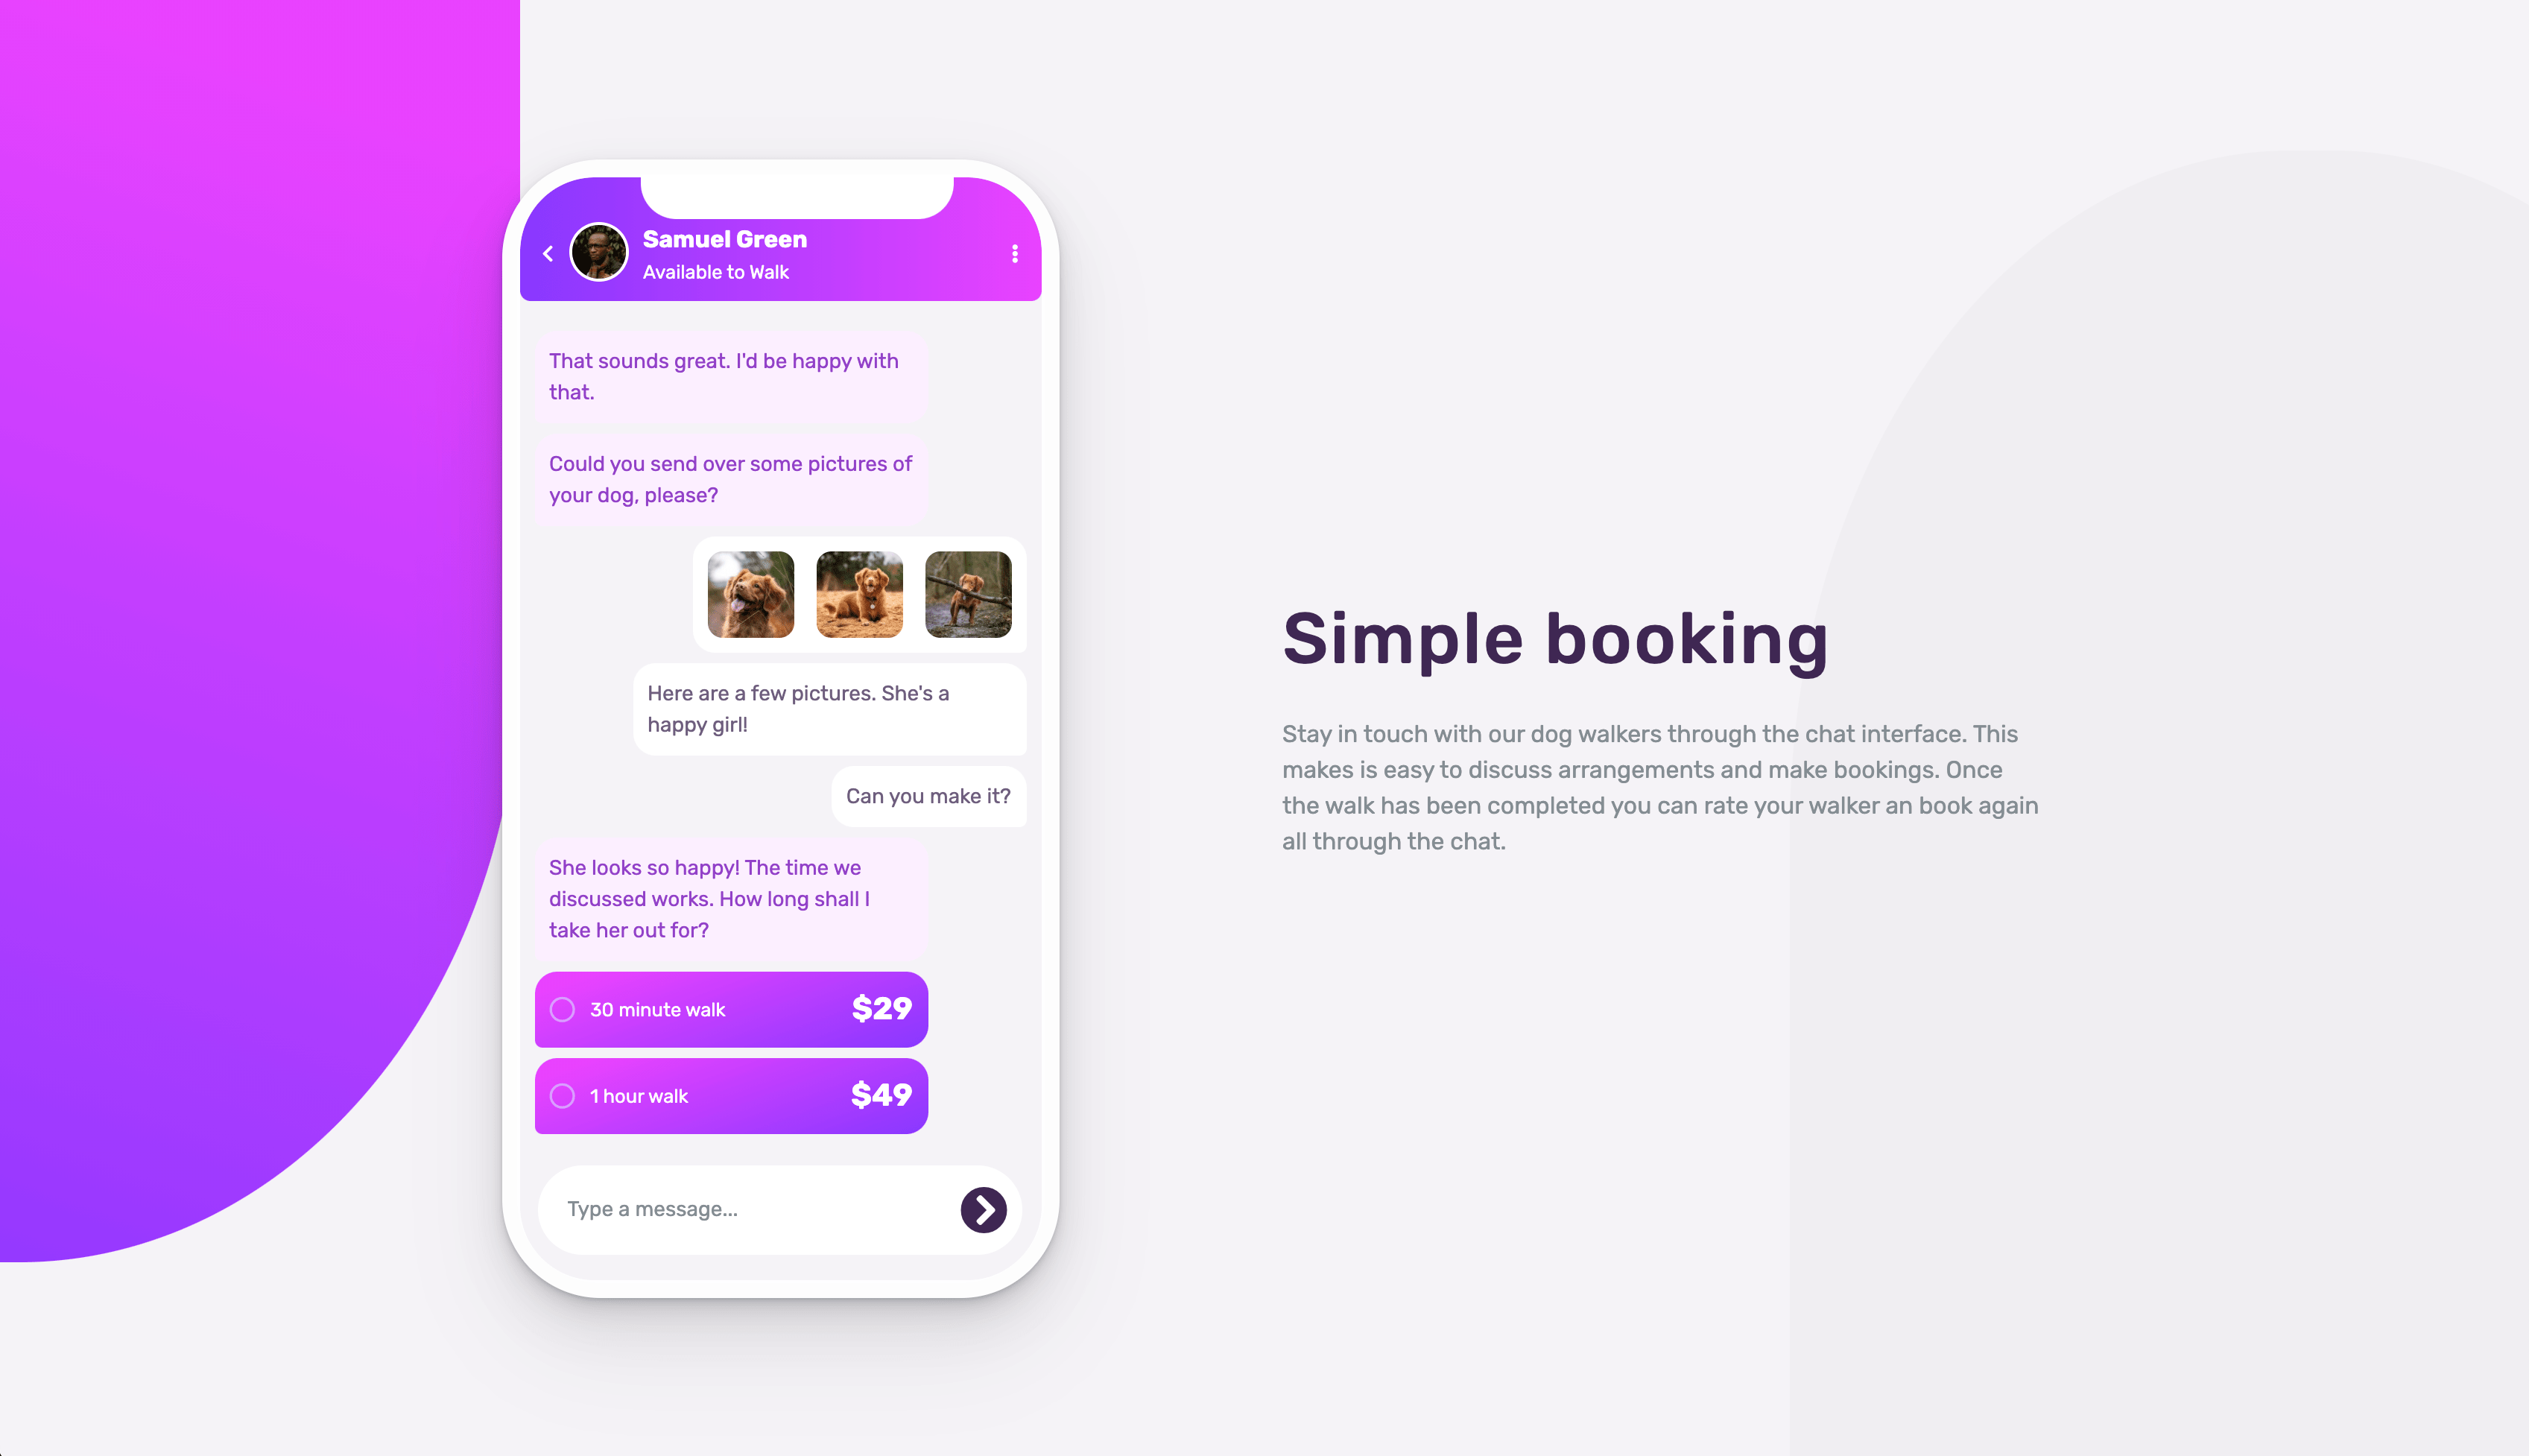 Samuel Green
Available to Walk
That sounds great. I'd be happy with
that.
Could you send over some pictures of
your dog, please?
Here are a few pictures. She's a
happy girl!
Can you make it?
She looks so happy! The time we
discussed works. How long shall I
take her out for?
30 minute walk $29
1 hour walk $49
Type a message...
Simple booking
Stay in touch with our dog walkers through the chat interface. This
makes is easy to discuss arrangements and make bookings. Once
the walk has been completed you can rate your walker an book again
all through the chat.